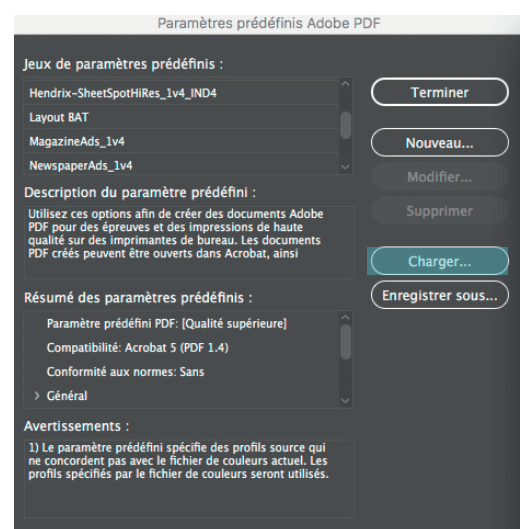 Paramètres prédéfinis Adobe PDF
Jeux de paramètres prédéfinis :
Hendrix-SheetSpotHiRes_1v4_IND4
Layout BAT
MagazineAds_1v4
NewspaperAds_1v4
Terminer
Nouveau...
Modifier...
Supprimer
Charger...
Enregistrer sous...
Description du paramètre prédéfini :
Utilisez ces options afin de créer des documents Adobe
PDF pour des épreuves et des impressions de haute
qualité sur des imprimantes de bureau. Les documents
PDF créés peuvent être ouverts dans Acrobat, ainsi
Résumé des paramètres prédéfinis :
Paramètre prédéfini PDF: [Qualité supérieure]
Compatibilité: Acrobat 5 (PDF 1.4)
Conformité aux normes: Sans
> Général
Avertissements :
1) Le paramètre prédéfini spécifie des profils source qui
ne concordent pas avec le fichier de couleurs actuel. Les
profils spécifiés par le fichier de couleurs seront utilisés.